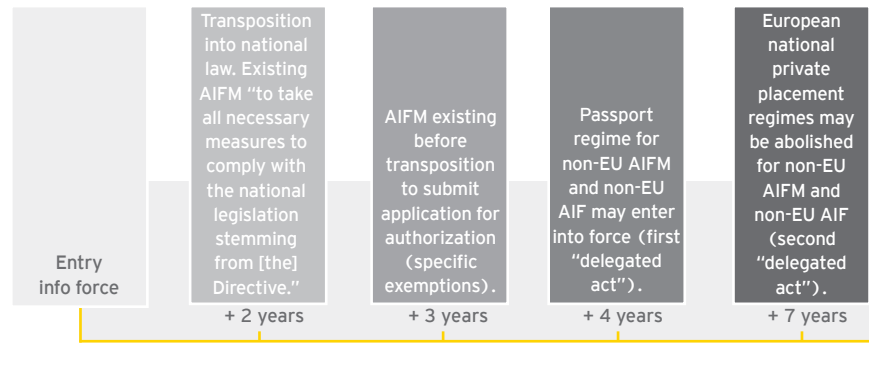 Entry
info force
Transposition
into national
law. Existing
AIFM “to take
all necessary
measures to
comply with
the national
legislation
stemming
from [the]
Directive.”
+ 2 years
AIFM existing
before
transposition
to submit
application for
authorization
(specific
exemptions).
+ 3 years
Passport
regime for
non-EU AIFM
and non-EU
AIF may enter
into force (first
“delegated
act”).
+ 4 years
European
national
private
placement
regimes may
be abolished
for non-EU
AIFM and
non-EU AIF
(second
“delegated
act”).
+ 7 years